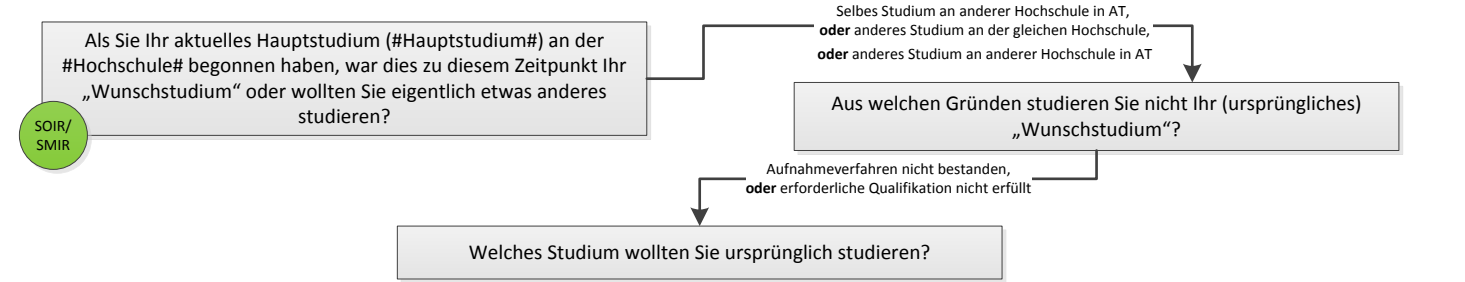 Als Sie Ihr aktuelles Hauptstudium (#Hauptstudium#) an der
#Hochschule# begonnen haben, war dies zu diesem Zeitpunkt Ihr
„Wunschstudium“ oder wollten Sie eigentlich etwas anderes
studieren?
SOIR/
SMIR
Selbes Studium an anderer Hochschule in AT,
oder anderes Studium an der gleichen Hochschule,
oder anderes Studium an anderer Hochschule in AT
Aus welchen Gründen studieren Sie nicht Ihr (ursprüngliches)
„Wunschstudium“?
Aufnahmeverfahren nicht bestanden,
oder erforderliche Qualifikation nicht erfüllt
Welches Studium wollten Sie ursprünglich studieren?